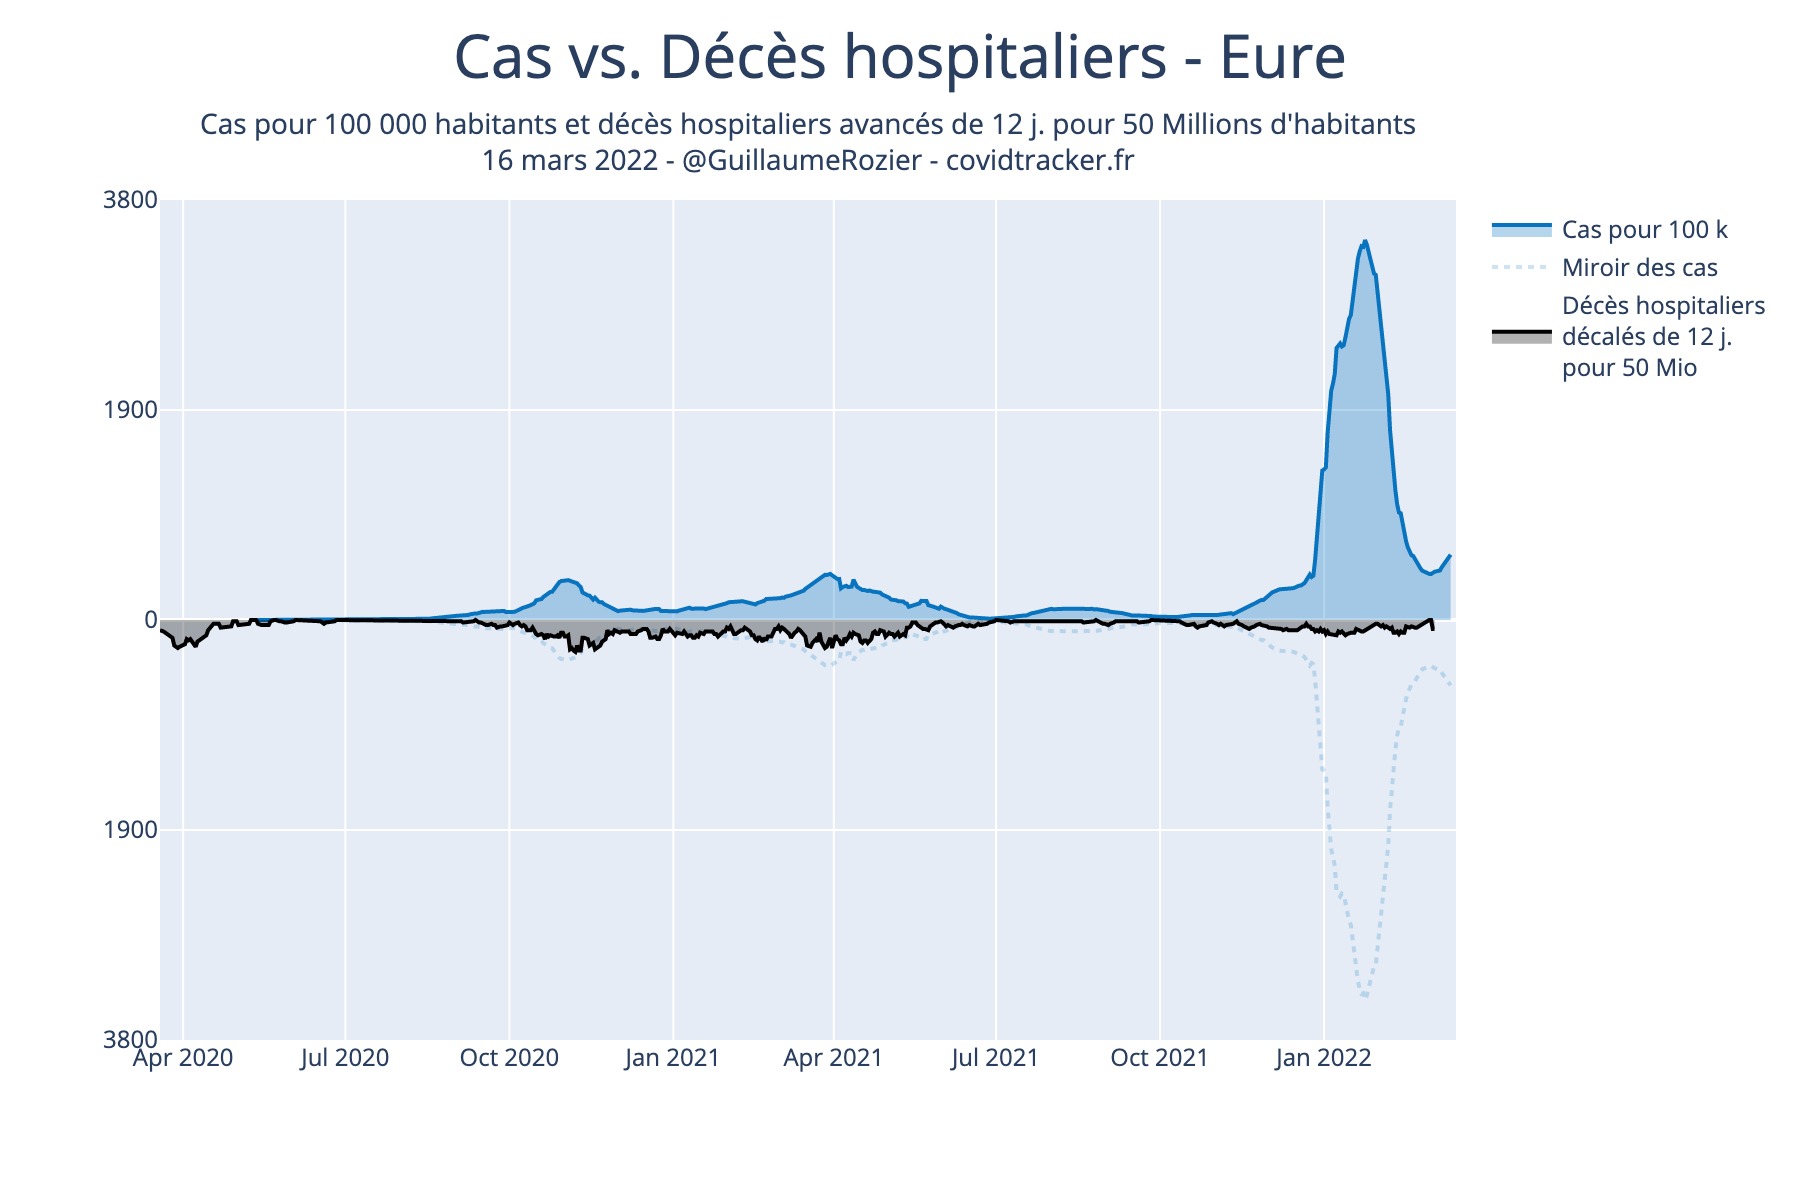 Cas vs. Décès hospitaliers - Eure
Cas pour 100 000 habitants et décès hospitaliers avancés de 12 j. pour 50 Millions d'habitants
16 mars 2022 - @GuillaumeRozier - covidtracker.fr
3800
1900
0
1900
3800
Apr 2020
Jul 2020
Oct 2020
Jan 2021
Apr 2021
Jul 2021
Oct 2021
Jan 2022
Cas pour 100 k
Miroir des cas
Décès hospitaliers
décalés de 12 j.
pour 50 Mio